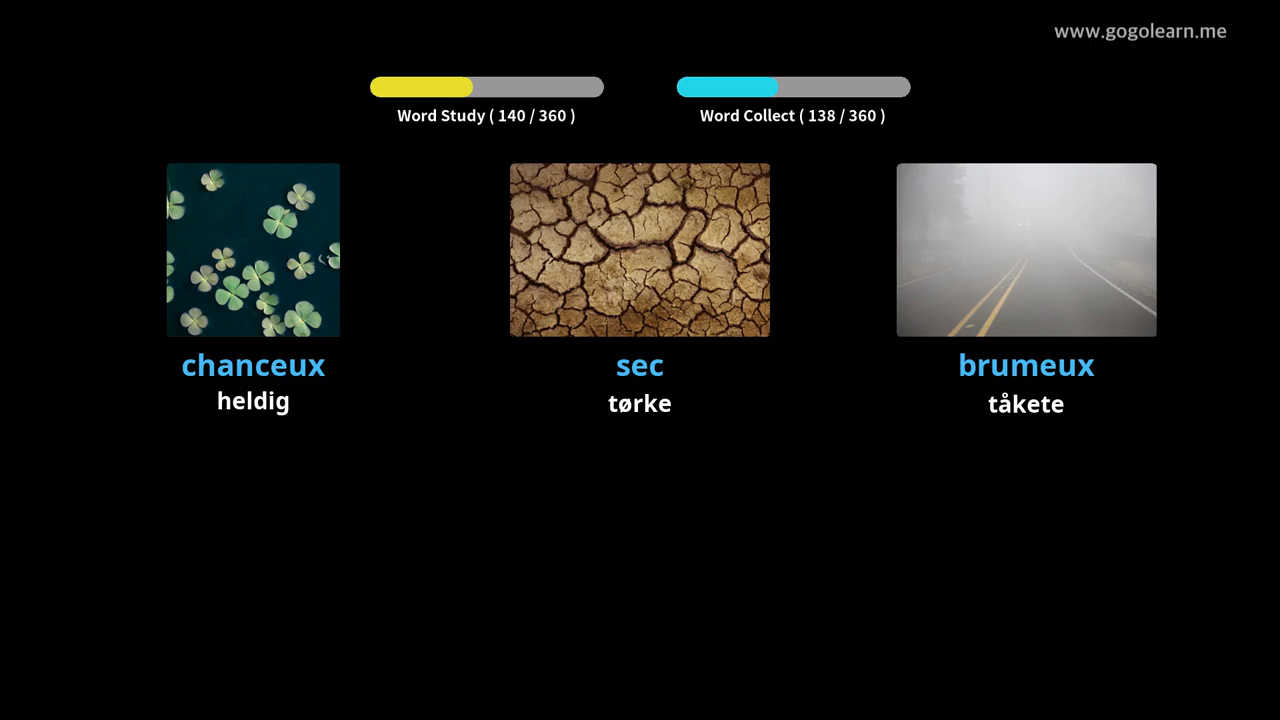 www.gogolearn.me
Word Study ( 140 / 360 )
Word Collect ( 138 / 360 )
chanceux
heldig
sec
tørke
brumeux
tåkete